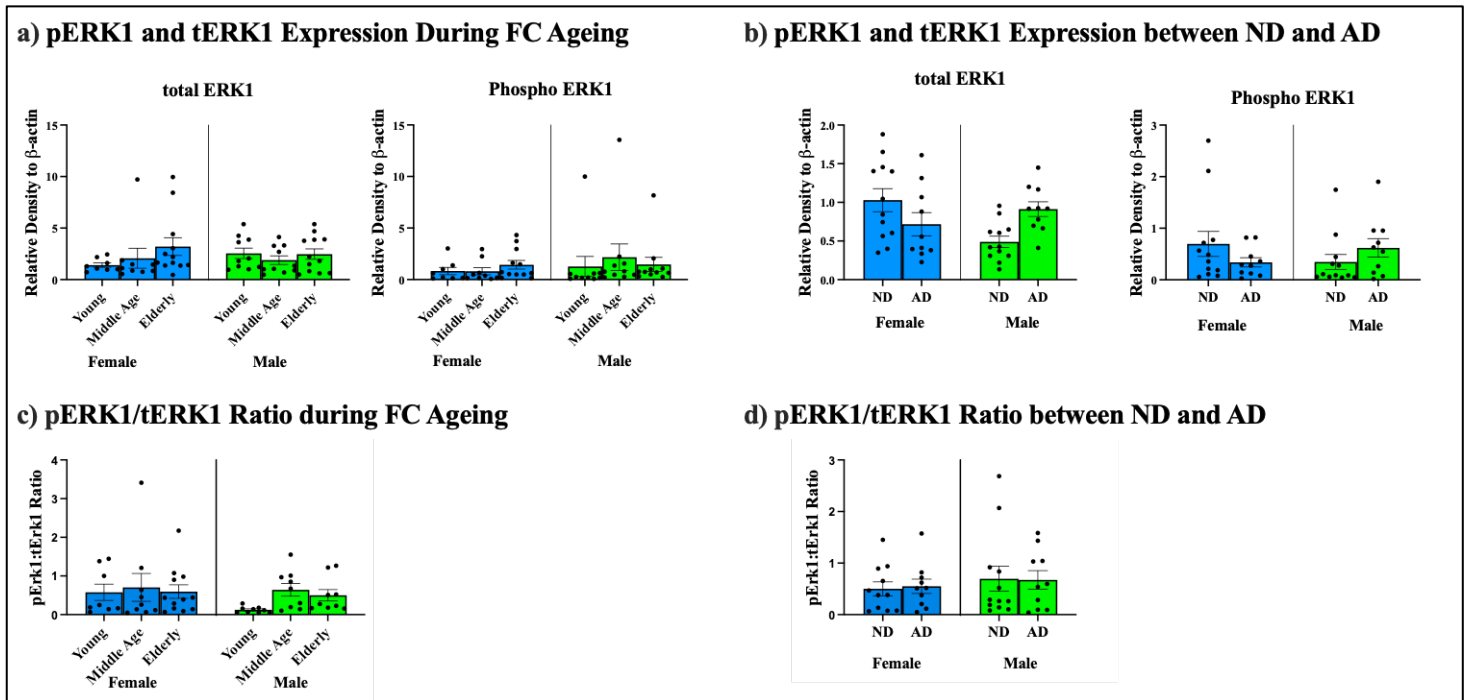 a) pERK1 and tERK1 Expression During FC Ageing
total ERK1
Relative Density to β-actin
15
10
5
0
Young
Middle Age
Elderly
Young
Middle Age
Elderly
Female
Male
Phospho ERK1
Relative Density to β-actin
15
10
5
0
Young
Middle Age
Elderly
Young
Middle Age
Elderly
Female
Male
b) pERK1 and tERK1 Expression between ND and AD
total ERK1
Relative Density to β-actin
2.0
1.5
1.0
0.5
0.0
ND
AD
ND
AD
Female
Male
Phospho ERK1
Relative Density to β-actin
3
2
1
0
ND
AD
ND
AD
Female
Male
c) pERK1/tERK1 Ratio during FC Ageing
pErk1:tErk1 Ratio
4
3
2
1
0
Young
Middle Age
Elderly
Young
Middle Age
Elderly
Female
Male
d) pERK1/tERK1 Ratio between ND and AD
pErk1:tErk1 Ratio
3
2
1
0
ND
AD
ND
AD
Female
Male